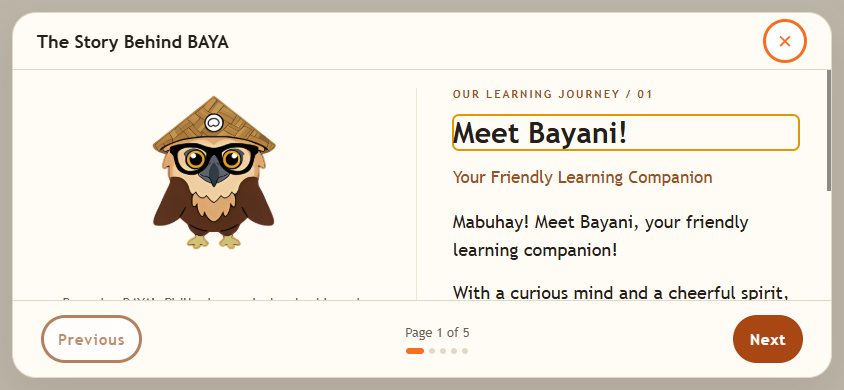 The Story Behind BAYA
OUR LEARNING JOURNEY / 01
Meet Bayani!
Your Friendly Learning Companion
Mabuhay! Meet Bayani, your friendly
learning companion!
With a curious mind and a cheerful spirit,
Previous
Page 1 of 5
Next